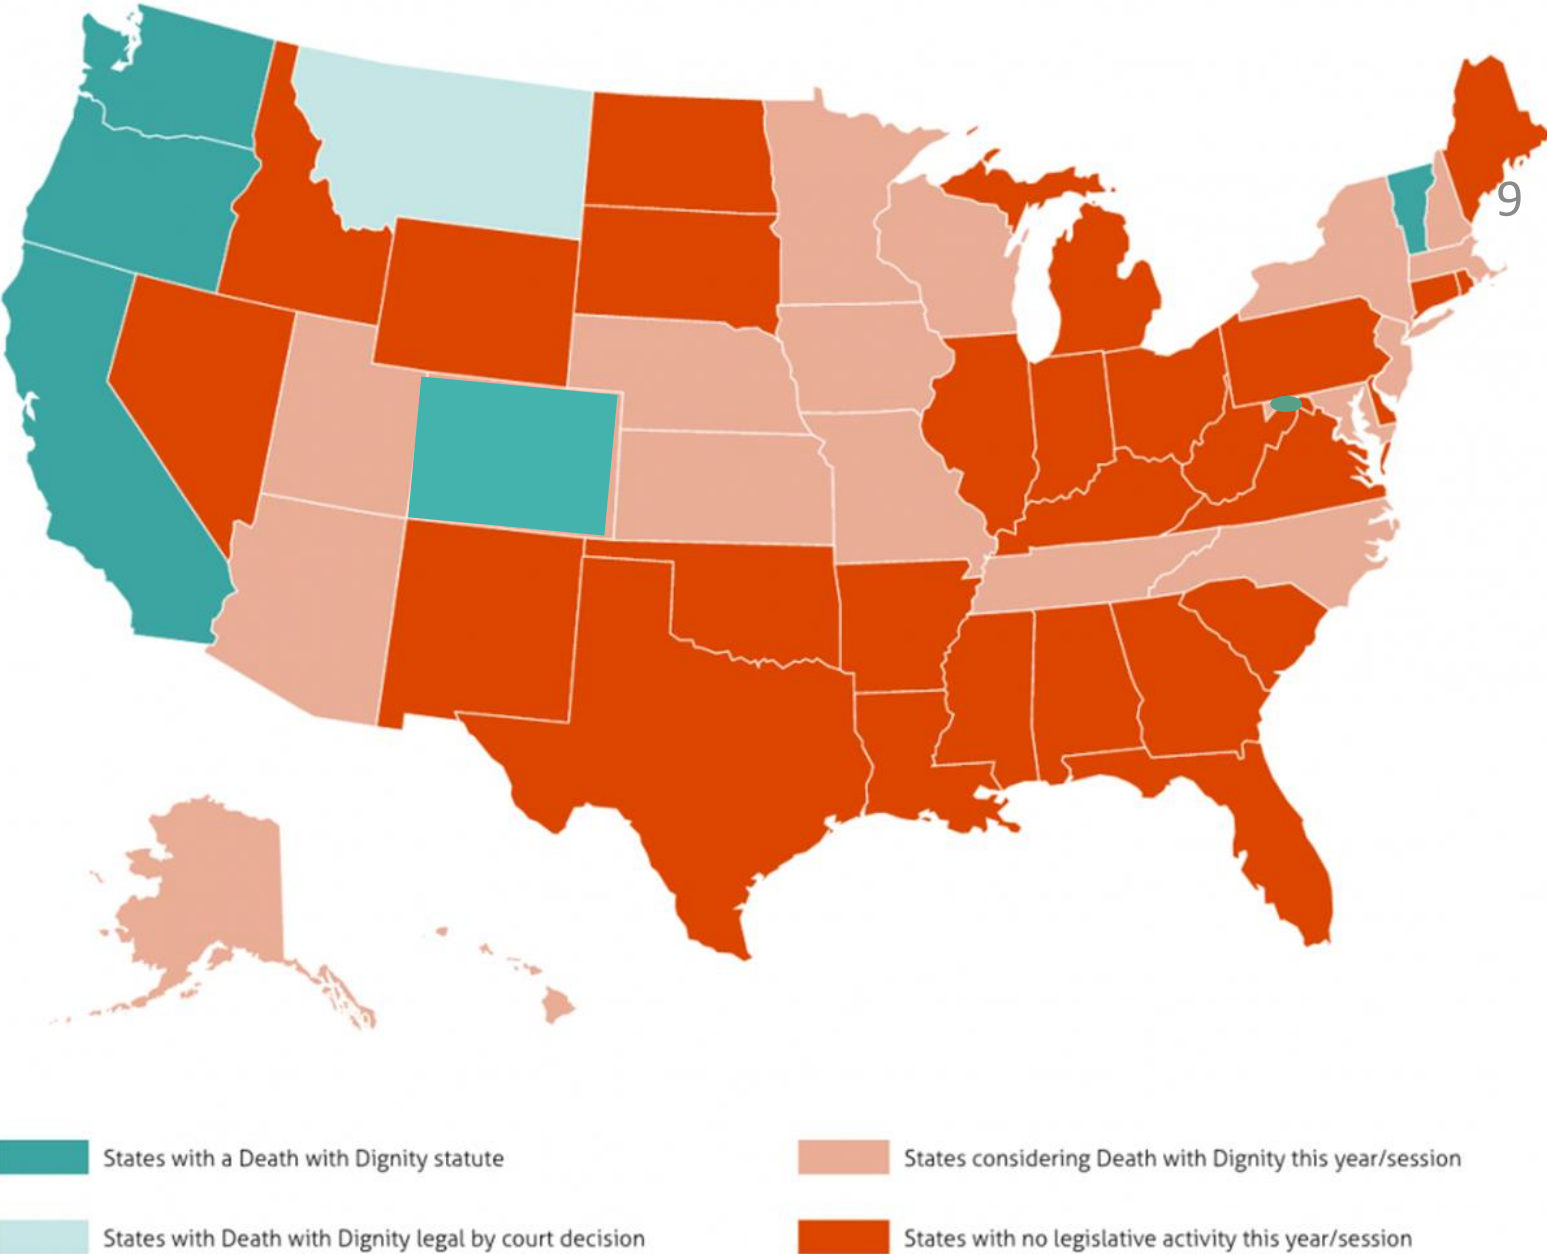 9
States with a Death with Dignity statute
States considering Death with Dignity this year/session
States with Death with Dignity legal by court decision
States with no legislative activity this year/session